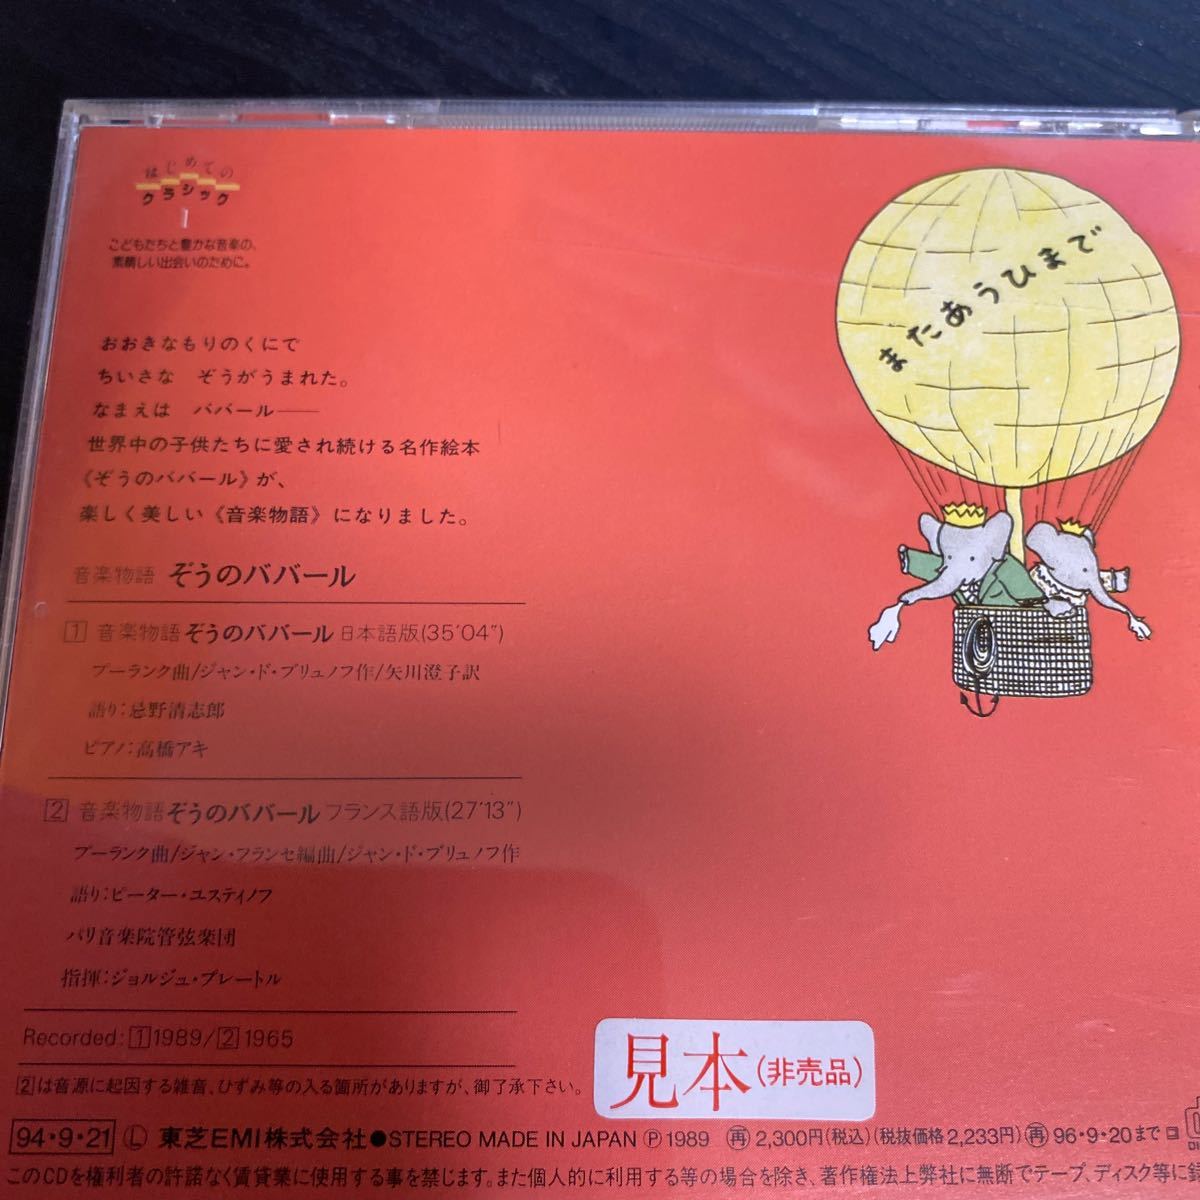 はじめての
クラシック
1
こどもたちと豊かな音楽の、
素晴しい出会いのために。
またあうひまで
おおきなもりのくにで
ちいさな　ぞうがうまれた。
なまえは　ババール——
世界中の子供たちに愛され続ける名作絵本
《ぞうのババール》が、
楽しく美しい《音楽物語》になりました。
音楽物語 ぞうのババール
1 音楽物語 ぞうのババール 日本語版(35'04")
プーランク曲/ジャン・ド・ブリュノフ作/矢川澄子訳
語り:忌野清志郎
ピアノ:高橋アキ
2 音楽物語 ぞうのババール フランス語版(27'13")
プーランク曲/ジャン・フランセ編曲/ジャン・ド・ブリュノフ作
語り:ピーター・ユスティノフ
パリ音楽院管弦楽団
指揮:ジョルジュ・プレートル
Recorded: 1 1989/ 2 1965
2は音源に起因する雑音、ひずみ等の入る箇所がありますが、御了承下さい。
見本(非売品)
94・9・21 Ⓛ 東芝EMI株式会社●STEREO MADE IN JAPAN Ⓟ1989 再 2,300円(税込)(税抜価格2,233円) 再 96・9・20まで
このCDを権利者の許諾なく賃貸業に使用する事を禁じます。また個人的に利用する等の場合を除き、著作権法上弊社に無断でテープ、ディスク等に